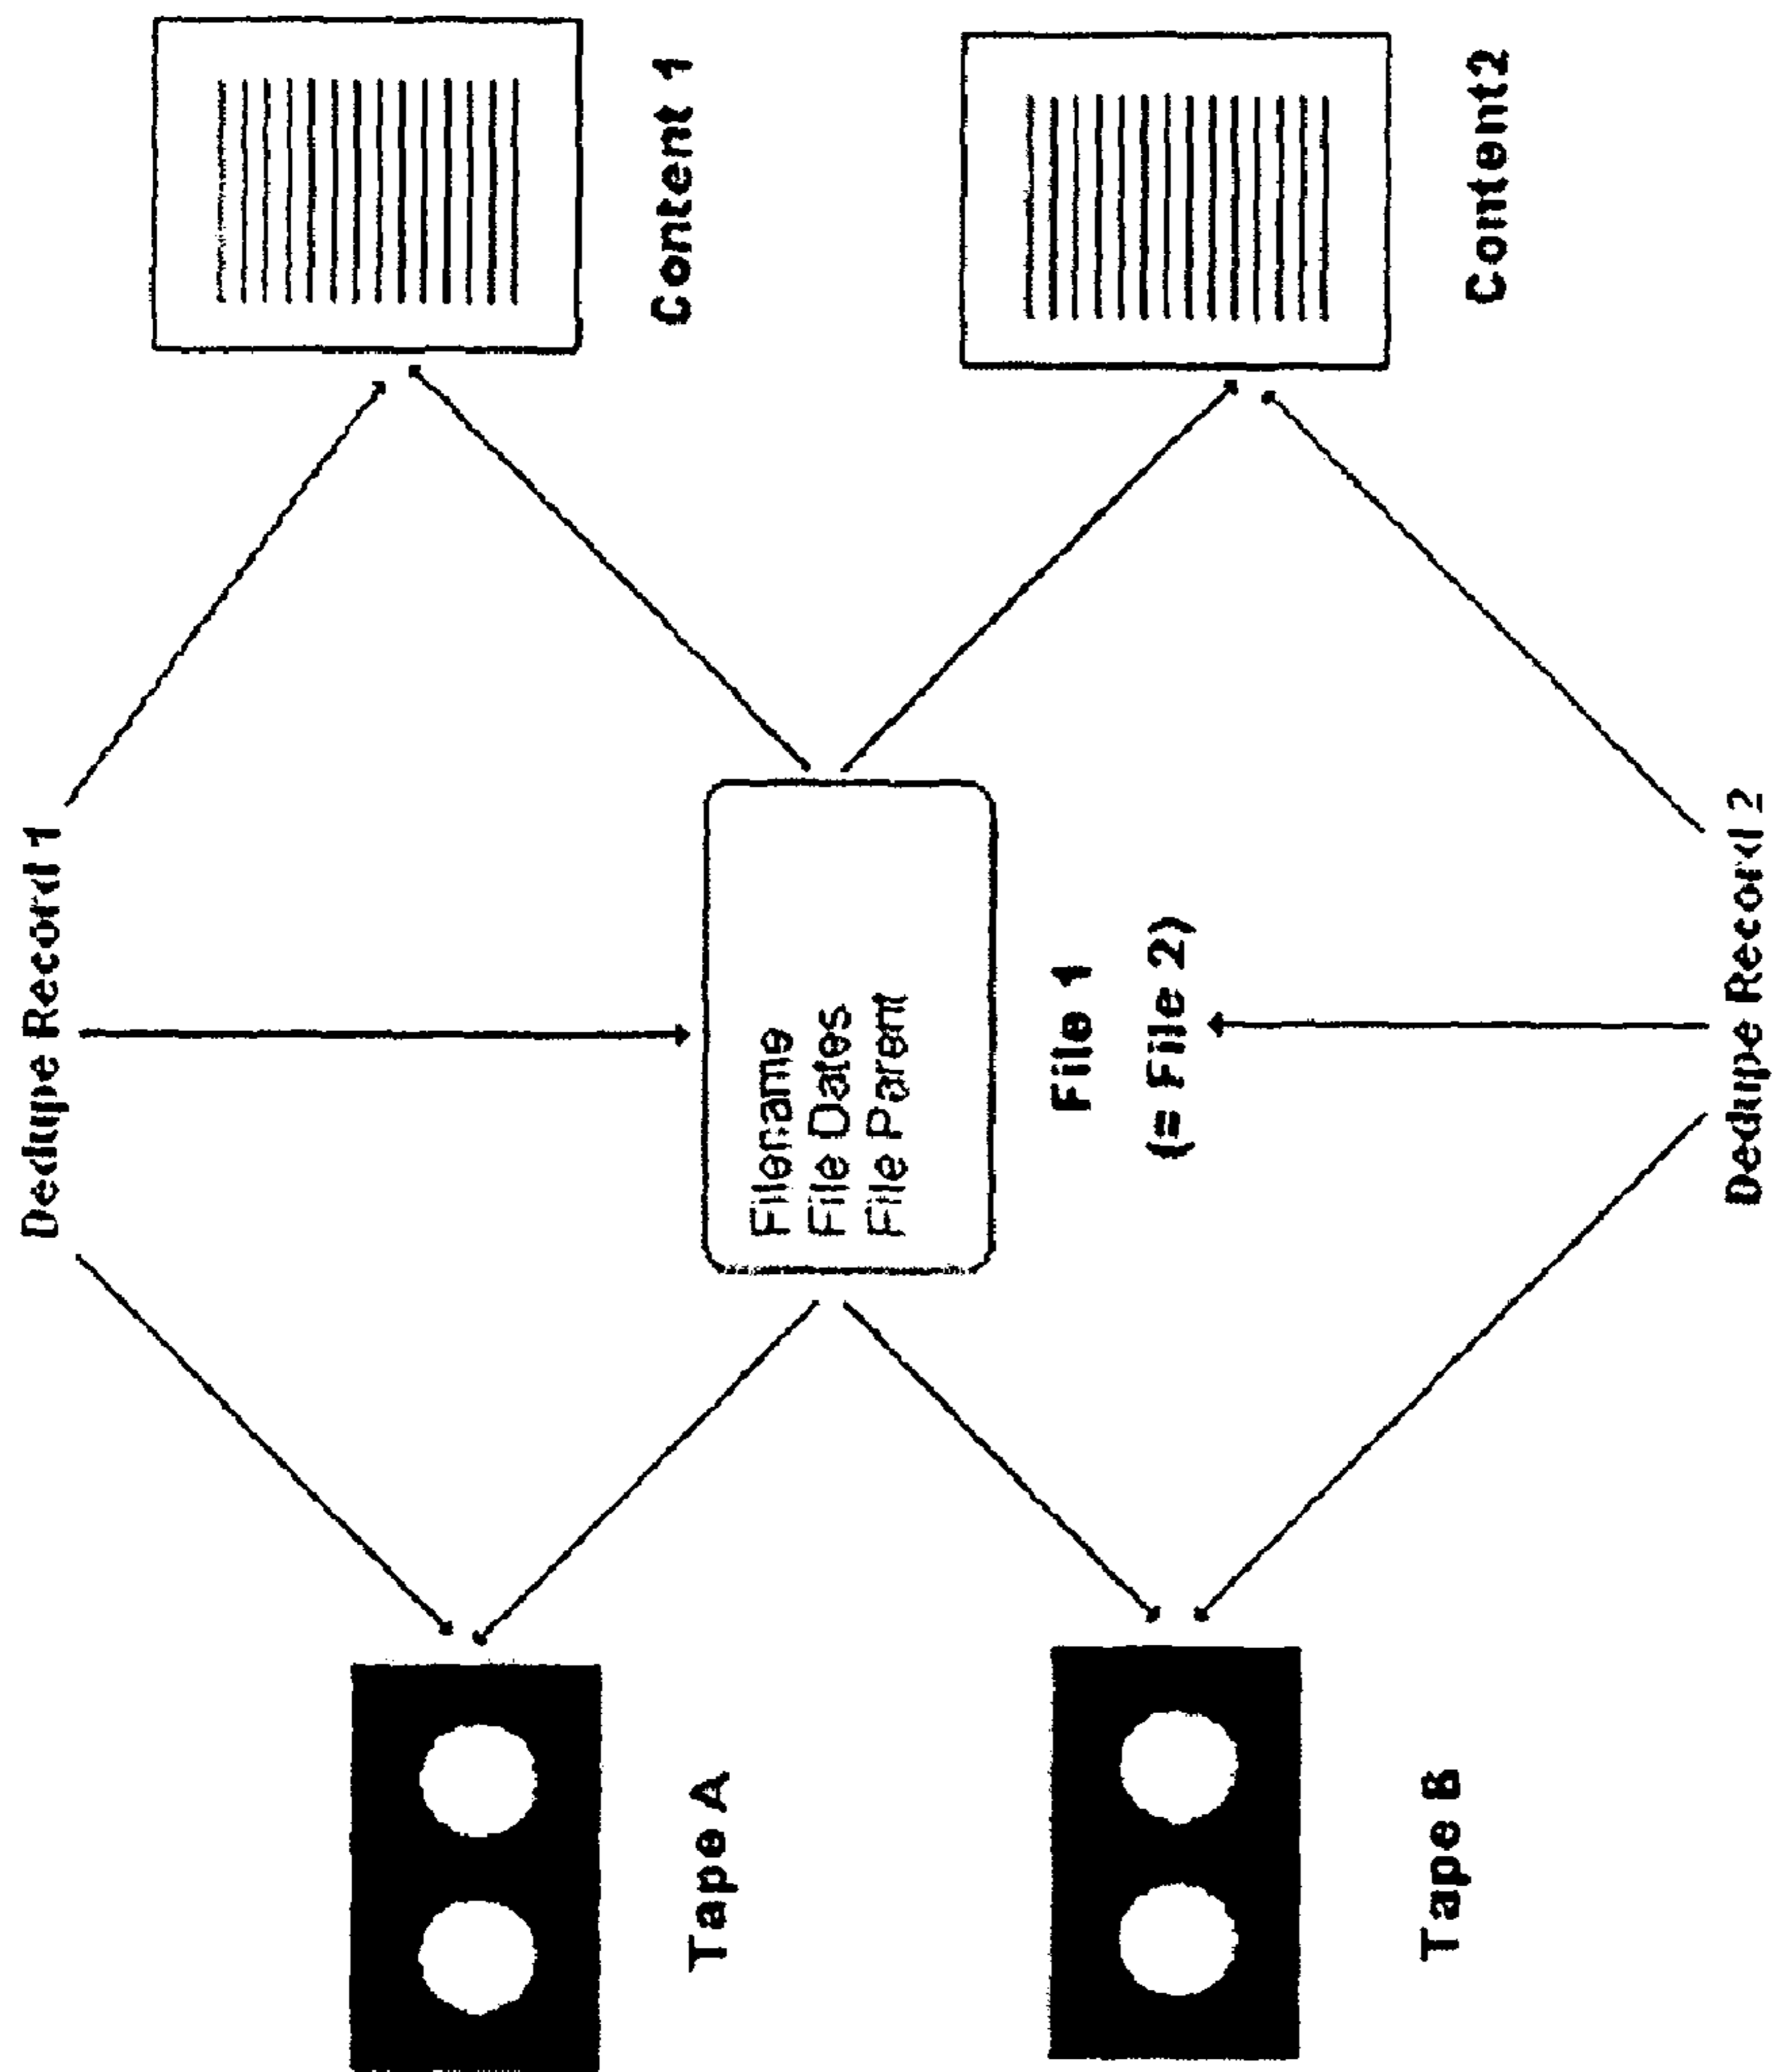 Dedupe Record 1
Tape A
Filename
File Dates
File Parent
File 1
(= File 2)
Content 1
Tape B
Content2
Dedupe Record 2